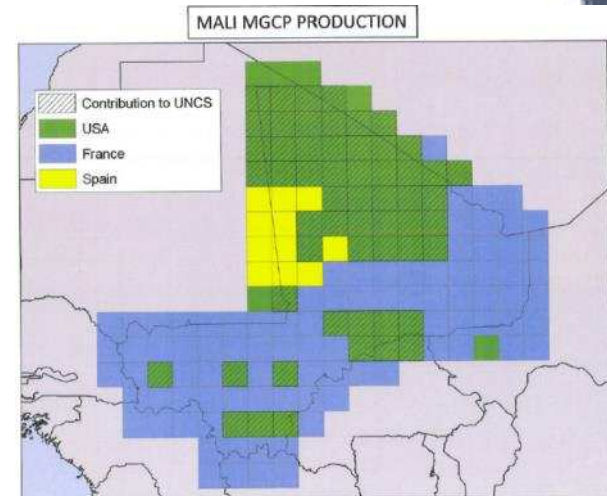 MALI MGCP PRODUCTION
Contribution to UNCS
USA
France
Spain